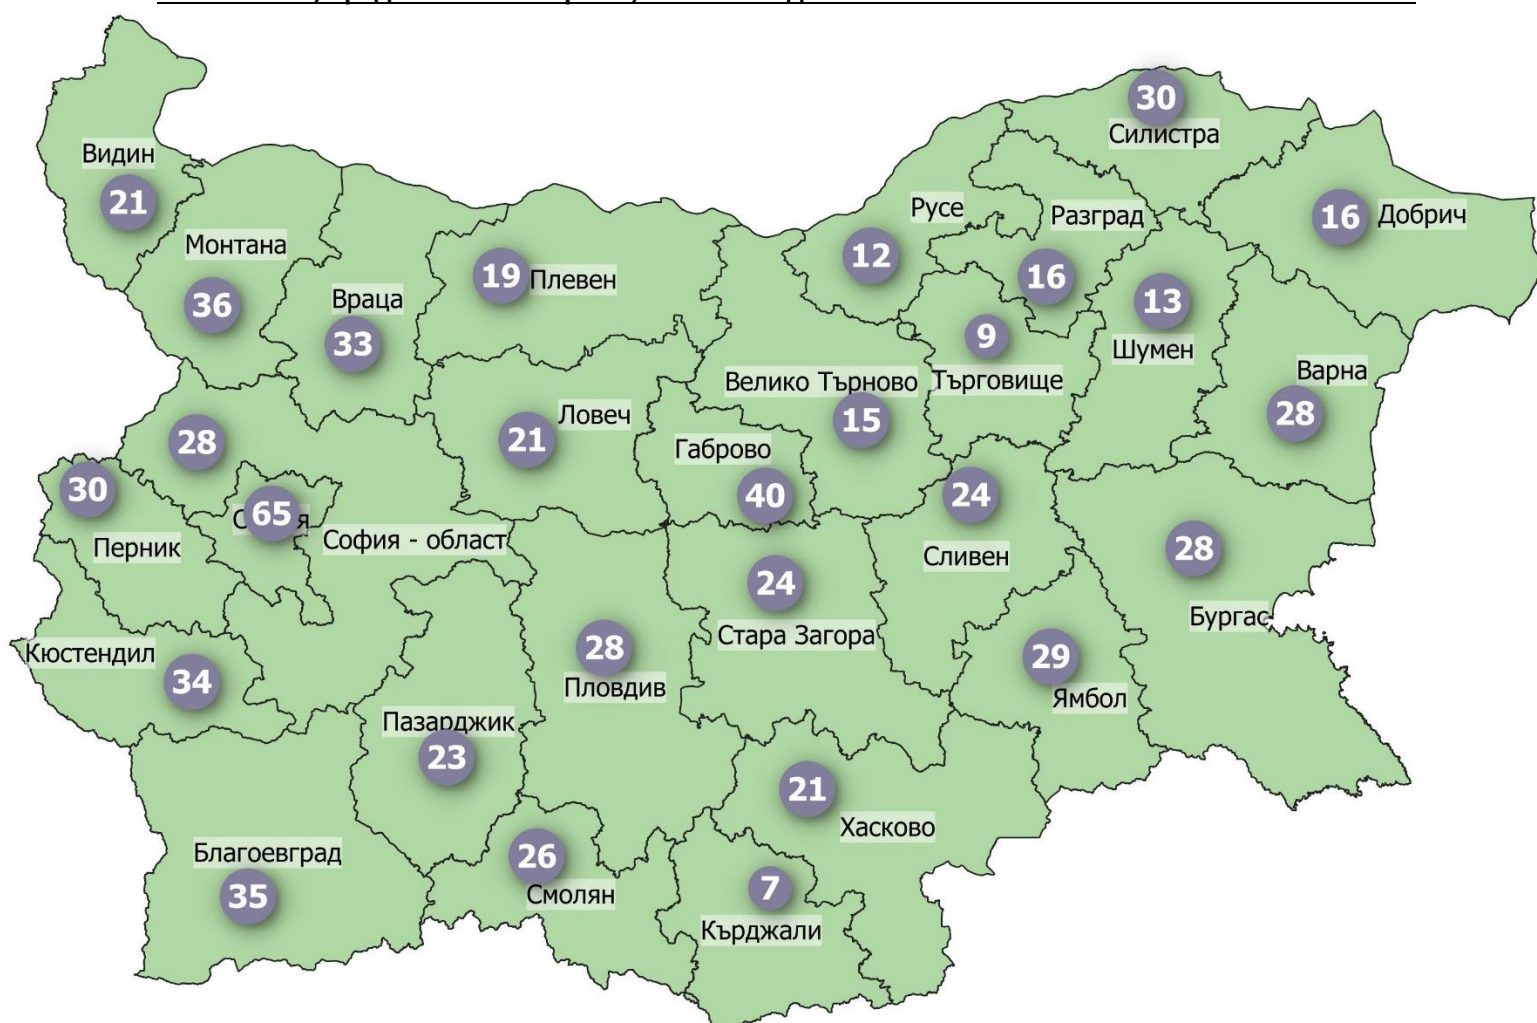 30
Силистра
Видин
21
Русе
Разград
16
Добрич
Монтана
36
19
Плевен
12
16
13
Шумен
Враца
33
9
Търговище
Велико Търново
15
Варна
28
28
21
Ловеч
Габрово
40
24
Сливен
30
Перник
65
София - област
28
Бургас
24
Стара Загора
28
Пловдив
Кюстендил
34
29
Ямбол
Пазарджик
23
21
Хасково
Благоевград
35
26
Смолян
7
Кърджали